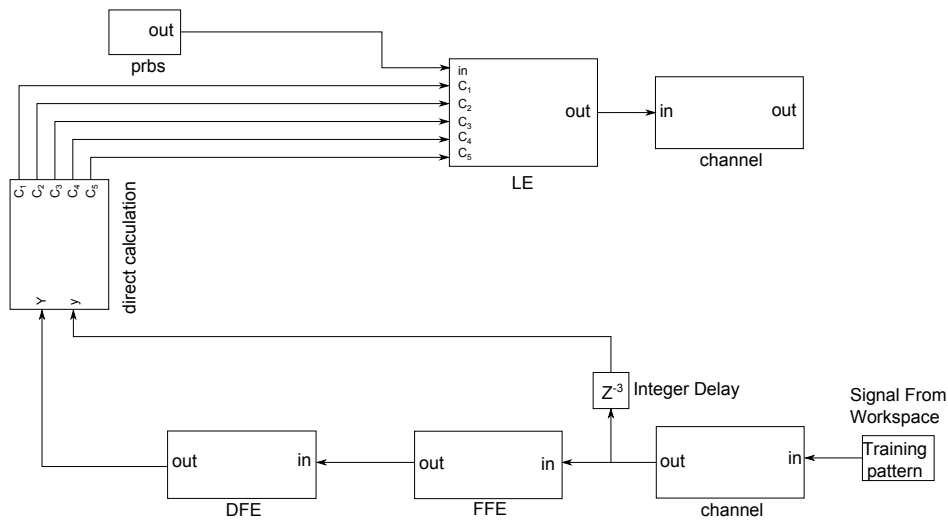 out
prbs
in
C₁
C₂
C₃
C₄
C₅
out
LE
in
out
channel
C₁
C₂
C₃
C₄
C₅
direct calculation
Y
y
Z⁻³
Integer Delay
Signal From
Workspace
Training
pattern
out
in
DFE
out
in
FFE
out
in
channel